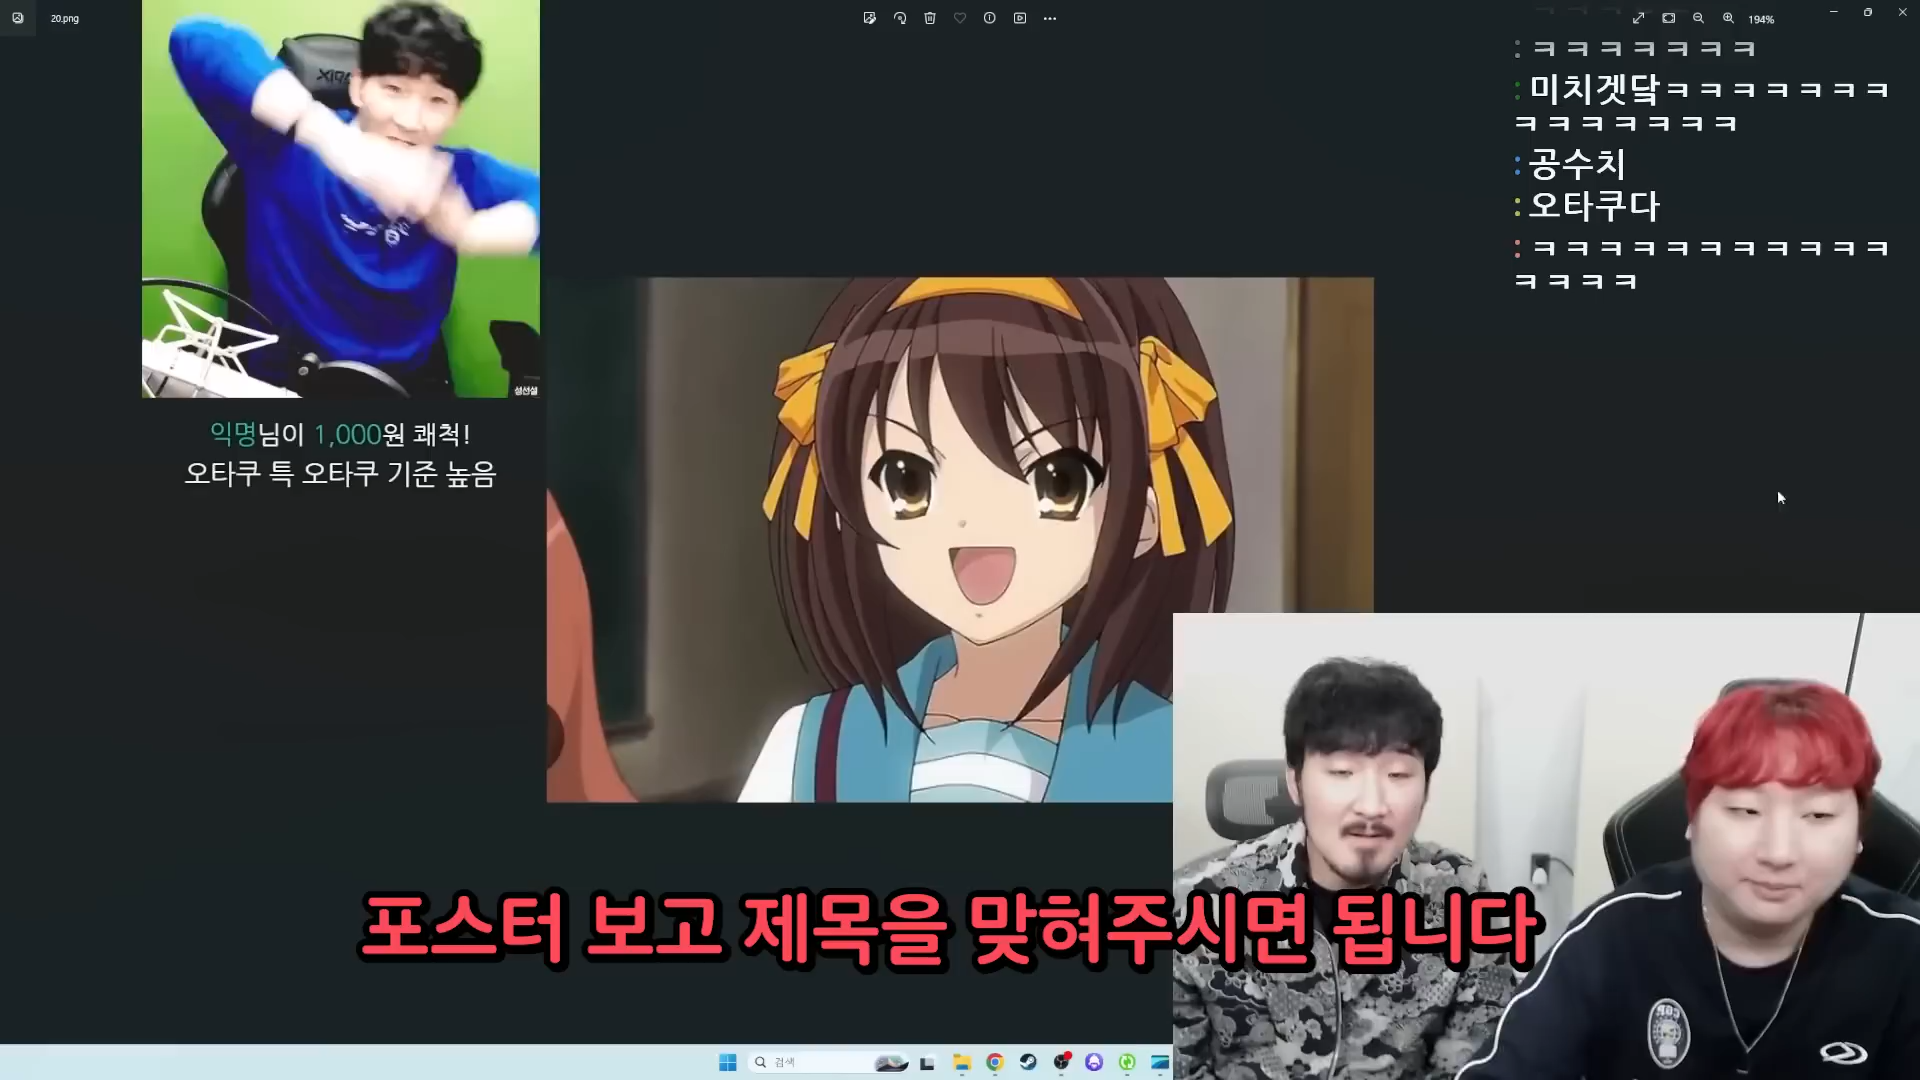 20.png
194%
ㅋㅋㅋㅋㅋㅋㅋ
미치겟닼ㅋㅋㅋㅋㅋㅋㅋ
ㅋㅋㅋㅋㅋㅋㅋ
공수치
오타쿠다
ㅋㅋㅋㅋㅋㅋㅋㅋㅋㅋㅋ
ㅋㅋㅋㅋ
익명님이 1,000원 쾌척!
오타쿠 특 오타쿠 기준 높음
포스터 보고 제목을 맞혀주시면 됩니다
검색